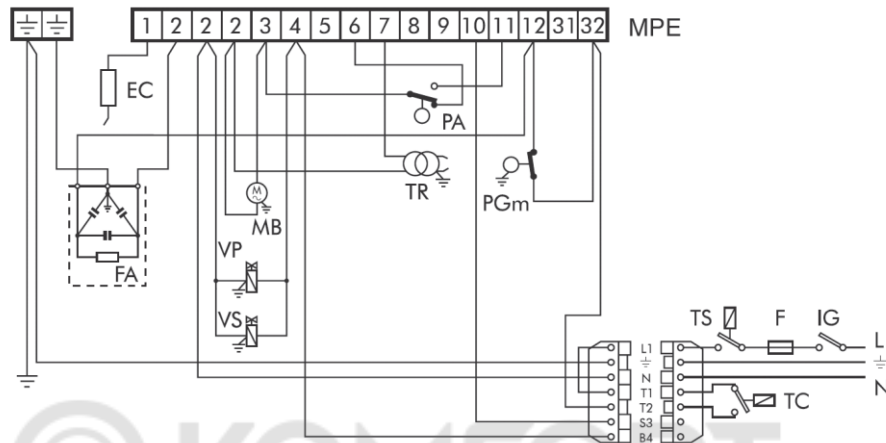 1 2 2 2 3 4 5 6 7 8 9 10 11 12 31 32 MPE
EC
PA
TR
PGm
M
MB
VP
FA
VS
TS F IG
L1 L
N N
T1
T2 TC
S3
B4